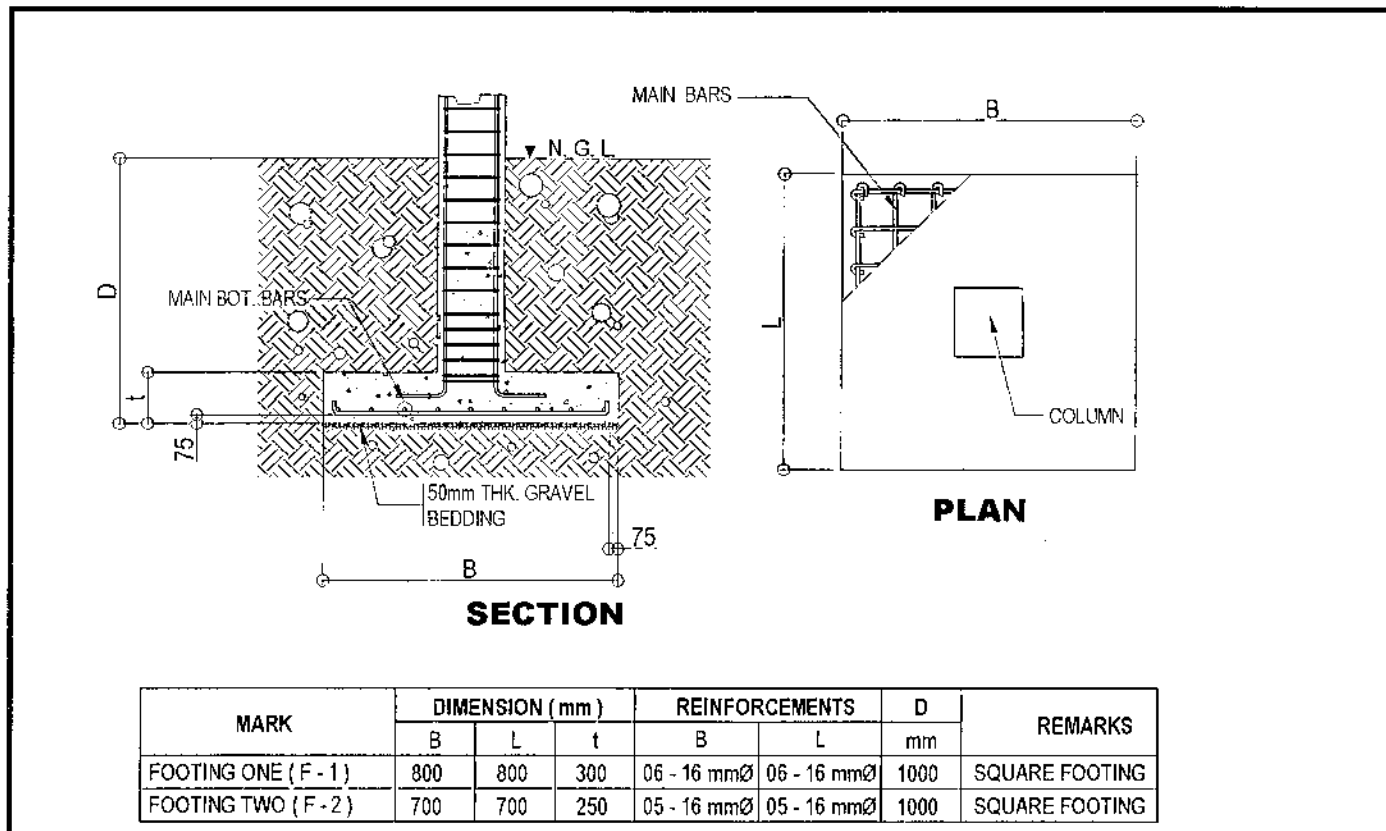 MAIN BARS
B
N. G. L.
D
MAIN BOT. BARS
L
t
COLUMN
75
50mm THK. GRAVEL
BEDDING
PLAN
75
B
SECTION
MARK DIMENSION ( mm ) REINFORCEMENTS D REMARKS
B L t B L mm
FOOTING ONE ( F - 1 ) 800 800 300 06 - 16 mmØ 06 - 16 mmØ 1000 SQUARE FOOTING
FOOTING TWO ( F - 2 ) 700 700 250 05 - 16 mmØ 05 - 16 mmØ 1000 SQUARE FOOTING